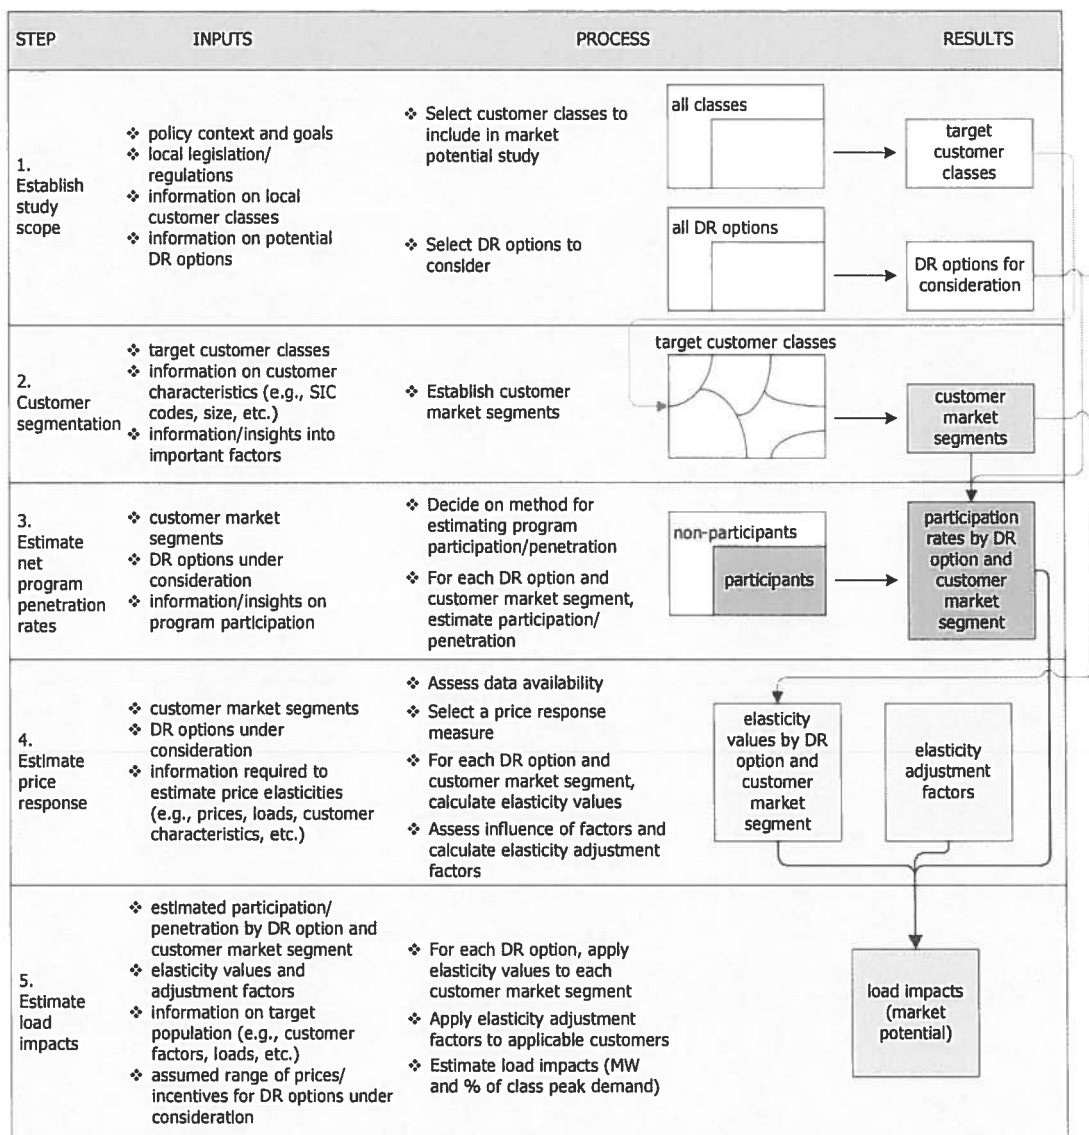 STEP
INPUTS
PROCESS
RESULTS
1.
Establish
study
scope
❖ policy context and goals
❖ local legislation/
regulations
❖ information on local
customer classes
❖ information on potential
DR options
❖ Select customer classes to
include in market
potential study
❖ Select DR options to
consider
all classes
target
customer
classes
all DR options
DR options for
consideration
2.
Customer
segmentation
❖ target customer classes
❖ information on customer
characteristics (e.g., SIC
codes, size, etc.)
❖ information/insights into
important factors
❖ Establish customer
market segments
target customer classes
customer
market
segments
3.
Estimate
net
program
penetration
rates
❖ customer market
segments
❖ DR options under
consideration
❖ information/insights on
program participation
❖ Decide on method for
estimating program
participation/penetration
❖ For each DR option and
customer market segment,
estimate participation/
penetration
non-participants
participants
participation
rates by DR
option and
customer
market
segment
4.
Estimate
price
response
❖ customer market segments
❖ DR options under
consideration
❖ information required to
estimate price elasticities
(e.g., prices, loads, customer
characteristics, etc.)
❖ Assess data availability
❖ Select a price response
measure
❖ For each DR option and
customer market segment,
calculate elasticity values
❖ Assess influence of factors and
calculate elasticity adjustment
factors
elasticity
values by DR
option and
customer
market
segment
elasticity
adjustment
factors
5.
Estimate
load
impacts
❖ estimated participation/
penetration by DR option and
customer market segment
❖ elasticity values and
adjustment factors
❖ information on target
population (e.g., customer
factors, loads, etc.)
❖ assumed range of prices/
incentives for DR options under
consideration
❖ For each DR option, apply
elasticity values to each
customer market segment
❖ Apply elasticity adjustment
factors to applicable customers
❖ Estimate load impacts (MW
and % of class peak demand)
load impacts
(market
potential)